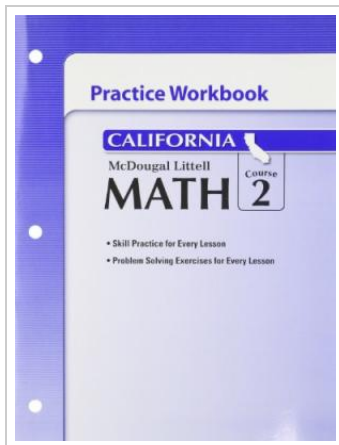 Practice Workbook
CALIFORNIA
McDougal Littell
MATH
Course
2
• Skill Practice for Every Lesson
• Problem Solving Exercises for Every Lesson